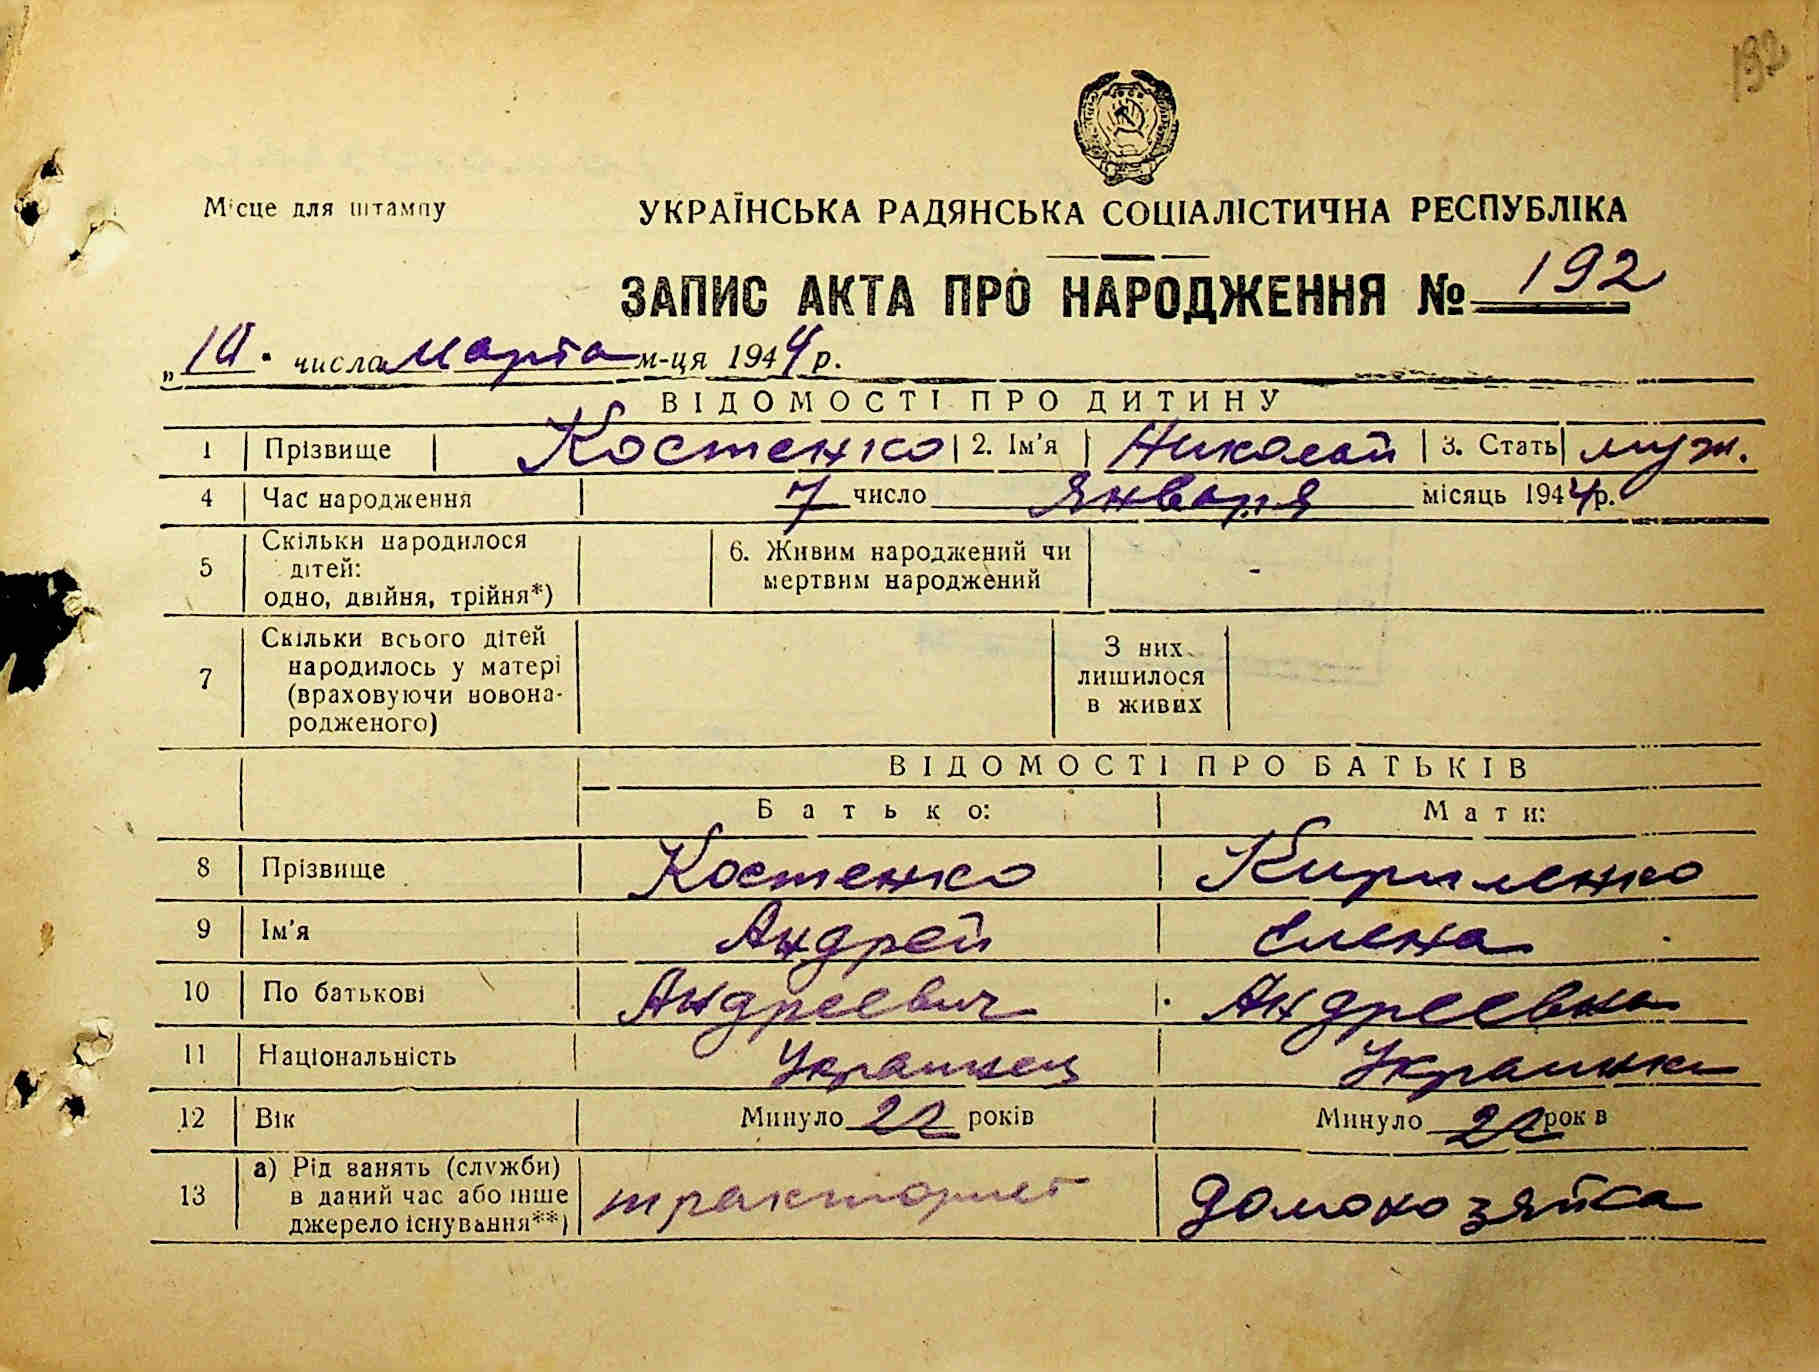 192
Місце для штампу
УКРАЇНСЬКА РАДЯНСЬКА СОЦІАЛІСТИЧНА РЕСПУБЛІКА
ЗАПИС АКТА ПРО НАРОДЖЕННЯ № 192
„ числа марта м-ця 1944 р.
ВІДОМОСТІ ПРО ДИТИНУ
1 Прізвище Костенко 2. Ім'я Николай 3. Стать муж.
4 Час народження 7 число Января місяць 1944 р.
5 Скільки народилося дітей: одно, двійня, трійня*) 6. Живим народжений чи мертвим народжений -
7 Скільки всього дітей народилось у матері (враховуючи новонародженого) З них лишилося в живих
ВІДОМОСТІ ПРО БАТЬКІВ
Батько: Мати:
8 Прізвище Костенко Кириленко
9 Ім'я Андрей Елена
10 По батькові Андреевич Андреевна
11 Національність Украинец Украинка
12 Вік Минуло 22 років Минуло 22 років
13 а) Рід занять (служби) в даний час або інше джерело існування**) тракторист домохозяйка